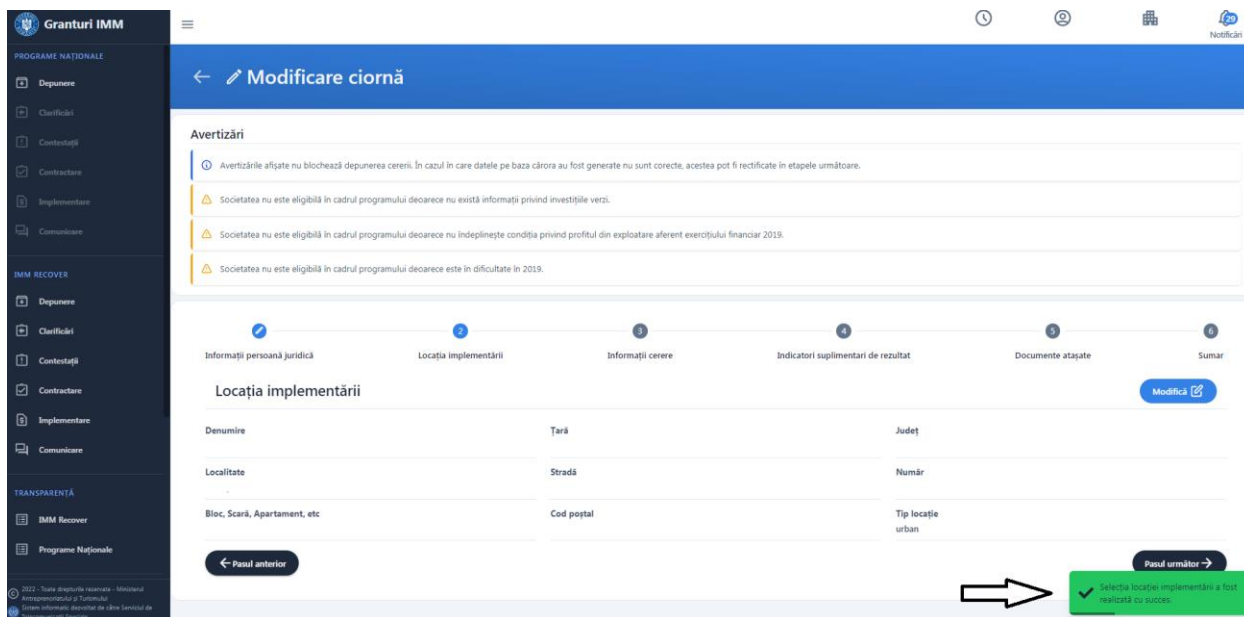 Granturi IMM
29
Notificări
PROGRAME NAȚIONALE
Depunere
Clarificări
Contestații
Contractare
Implementare
Comunicare
IMM RECOVER
Depunere
Clarificări
Contestații
Contractare
Implementare
Comunicare
TRANSPARENȚĂ
IMM Recover
Programe Naționale
2022 - Toate drepturile rezervate - Ministerul
Antreprenoriatului și Turismului
Sistem informatic dezvoltat de către Serviciul de
Modificare ciornă
Avertizări
Avertizările afișate nu blochează depunerea cererii. În cazul în care datele pe baza cărora au fost generate nu sunt corecte, acestea pot fi rectificate în etapele următoare.
Societatea nu este eligibilă în cadrul programului deoarece nu există informații privind investițiile verzi.
Societatea nu este eligibilă în cadrul programului deoarece nu îndeplinește condiția privind profitul din exploatare aferent exercițiului financiar 2019.
Societatea nu este eligibilă în cadrul programului deoarece este în dificultate în 2019.
2 3 4 5 6
Informații persoană juridică Locația implementării Informații cerere Indicatori suplimentari de rezultat Documente atașate Sumar
Locația implementării Modifică
Denumire Țară Județ
Localitate Stradă Număr
Bloc, Scară, Apartament, etc Cod poștal Tip locație
urban
Pasul anterior Pasul următor
Selecția locației implementării a fost
realizată cu succes.